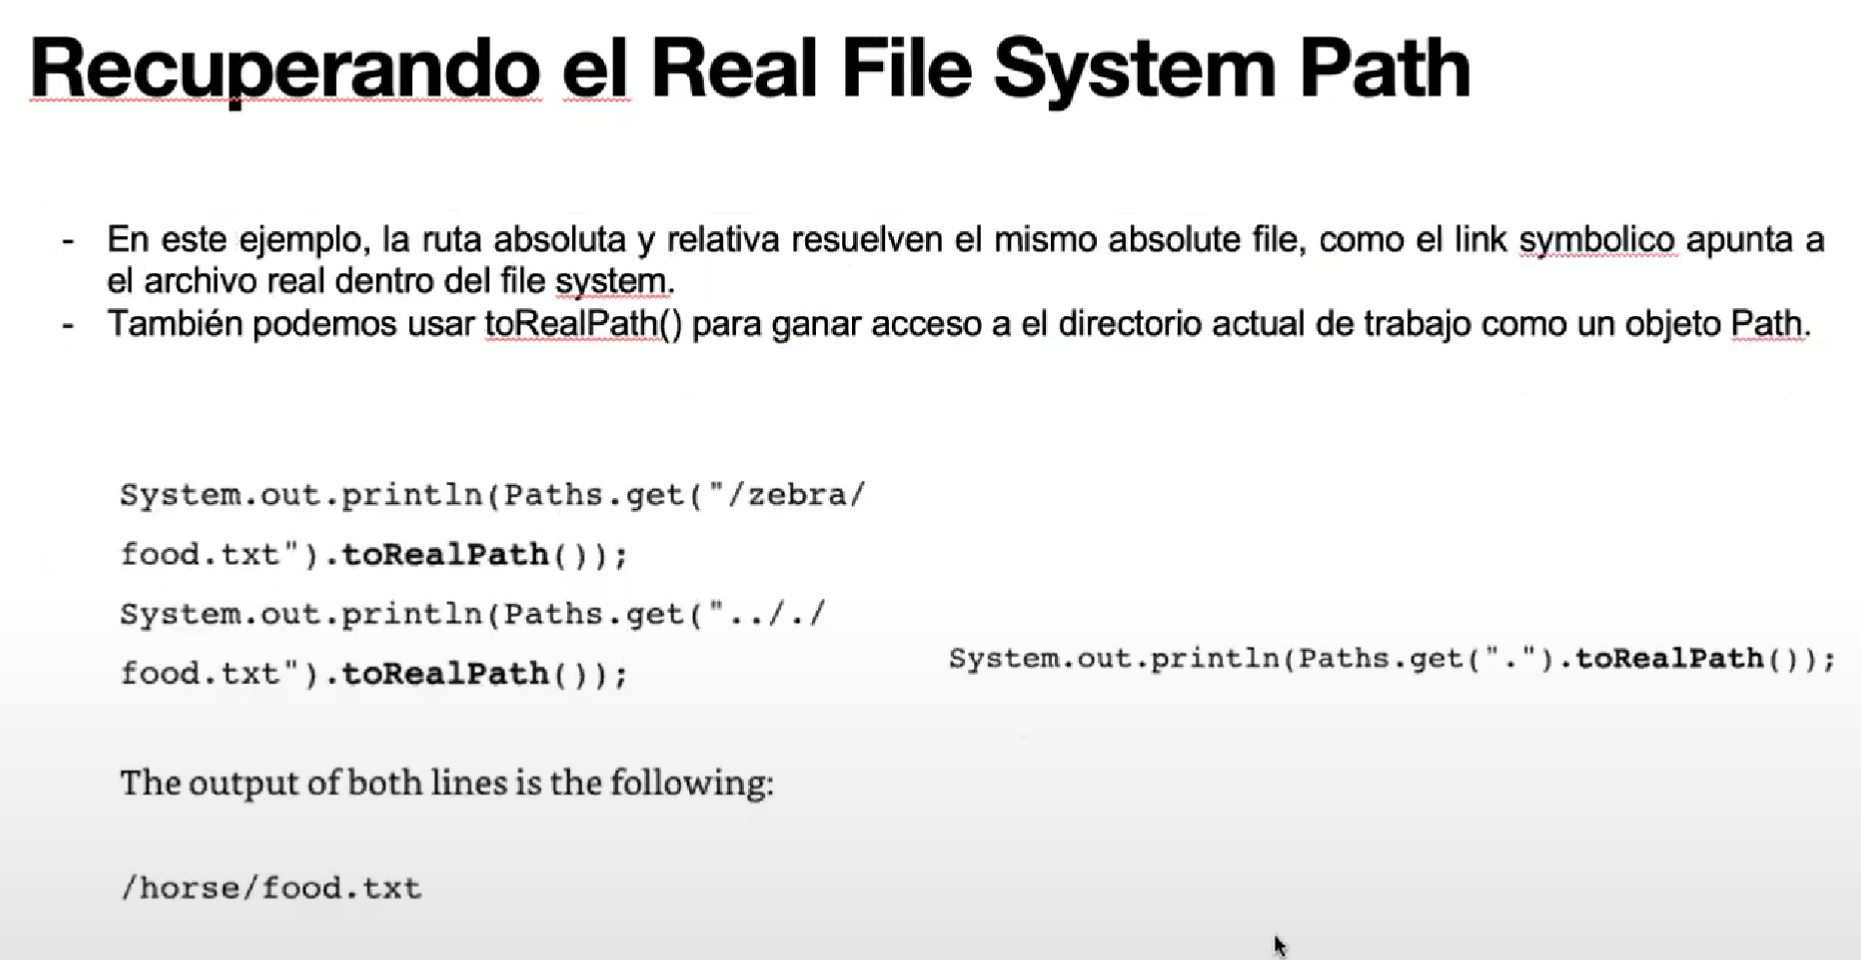 Recuperando el Real File System Path
- En este ejemplo, la ruta absoluta y relativa resuelven el mismo absolute file, como el link symbolico apunta a
el archivo real dentro del file system.
- También podemos usar toRealPath() para ganar acceso a el directorio actual de trabajo como un objeto Path.
System.out.println(Paths.get("/zebra/
food.txt").toRealPath());
System.out.println(Paths.get(".././
food.txt").toRealPath());
System.out.println(Paths.get(".").toRealPath());
The output of both lines is the following:
/horse/food.txt